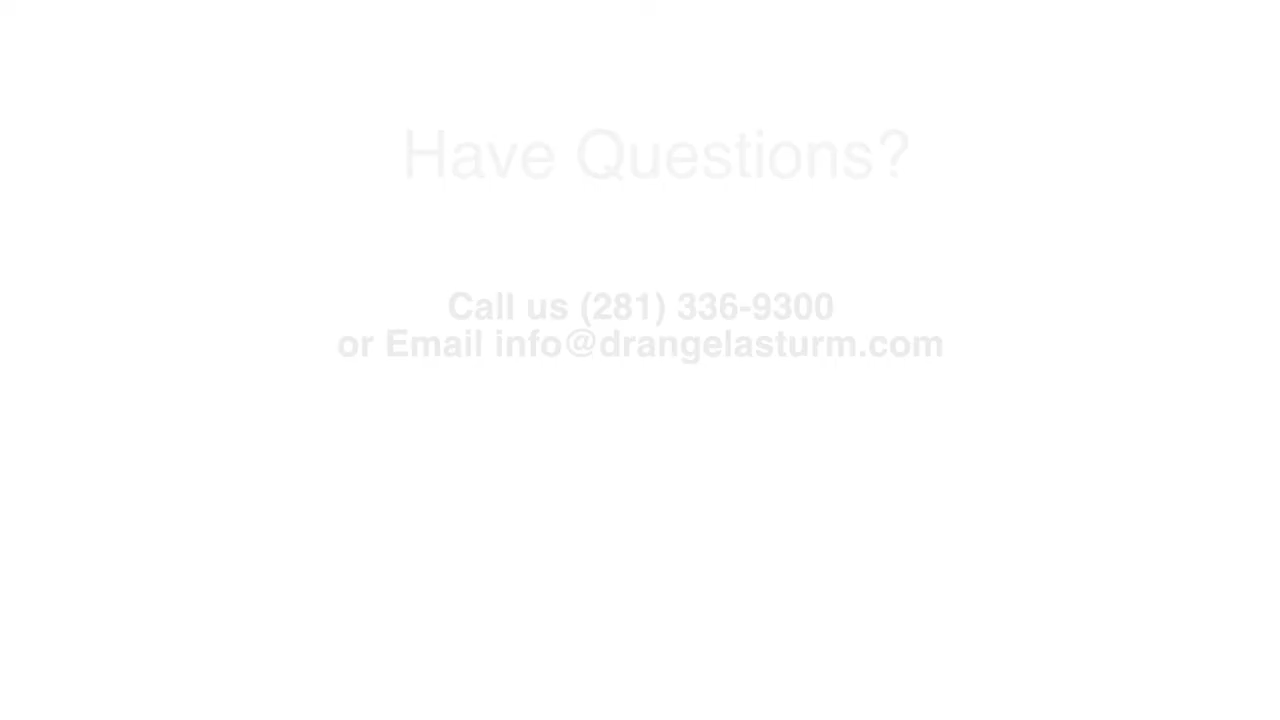 Have Questions?
Call us (281) 336-9300
or Email info@drangelasturm.com